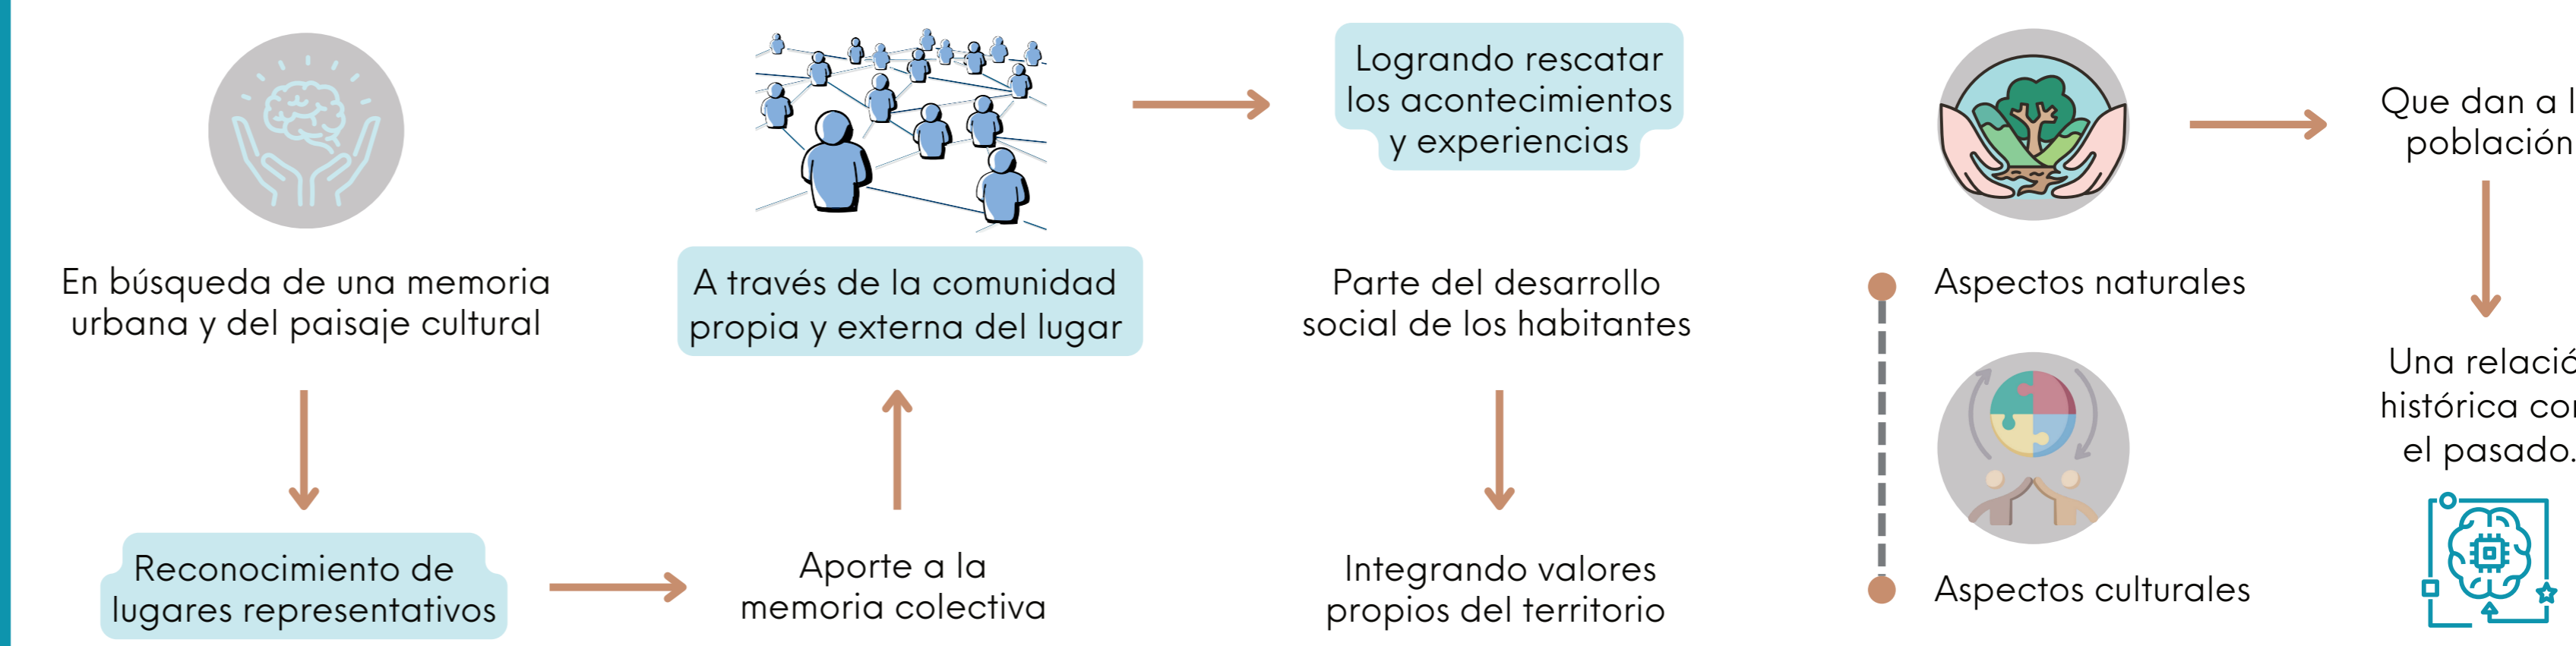 En búsqueda de una memoria
urbana y del paisaje cultural
Reconocimiento de
lugares representativos
Aporte a la
memoria colectiva
A través de la comunidad
propia y externa del lugar
Logrando rescatar
los acontecimientos
y experiencias
Parte del desarrollo
social de los habitantes
Integrando valores
propios del territorio
Aspectos naturales
Aspectos culturales
Que dan a l
población
Una relació
histórica con
el pasado.